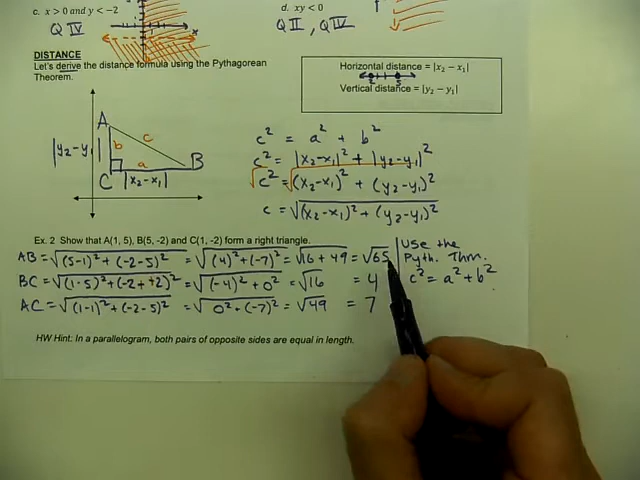 c. x > 0 and y < -2
d. xy < 0
Q IV
Q II , Q IV
x
DISTANCE
Let's derive the distance formula using the Pythagorean
Theorem.
Horizontal distance = |x₂ − x₁|
2 5
Vertical distance = |y₂ − y₁|
A
c
b
|y₂-y₁|
a
B
C |x₂-x₁|
c² = a² + b²
c² = |x₂-x₁|² + |y₂-y₁|²
√c² = √(x₂-x₁)² + (y₂-y₁)²
c = √(x₂-x₁)² + (y₂-y₁)²
Ex. 2 Show that A(1, 5), B(5, -2) and C(1, -2) form a right triangle.
AB = √(5-1)² + (-2-5)² = √(4)² + (-7)² = √16 + 49 = √65
BC = √(1-5)² + (-2++2)² = √(-4)² + 0² = √16 = 4
AC = √(1-1)² + (-2-5)² = √0² + (-7)² = √49 = 7
Use the
Pyth. Thm.
c² = a² + b²
HW Hint: In a parallelogram, both pairs of opposite sides are equal in length.